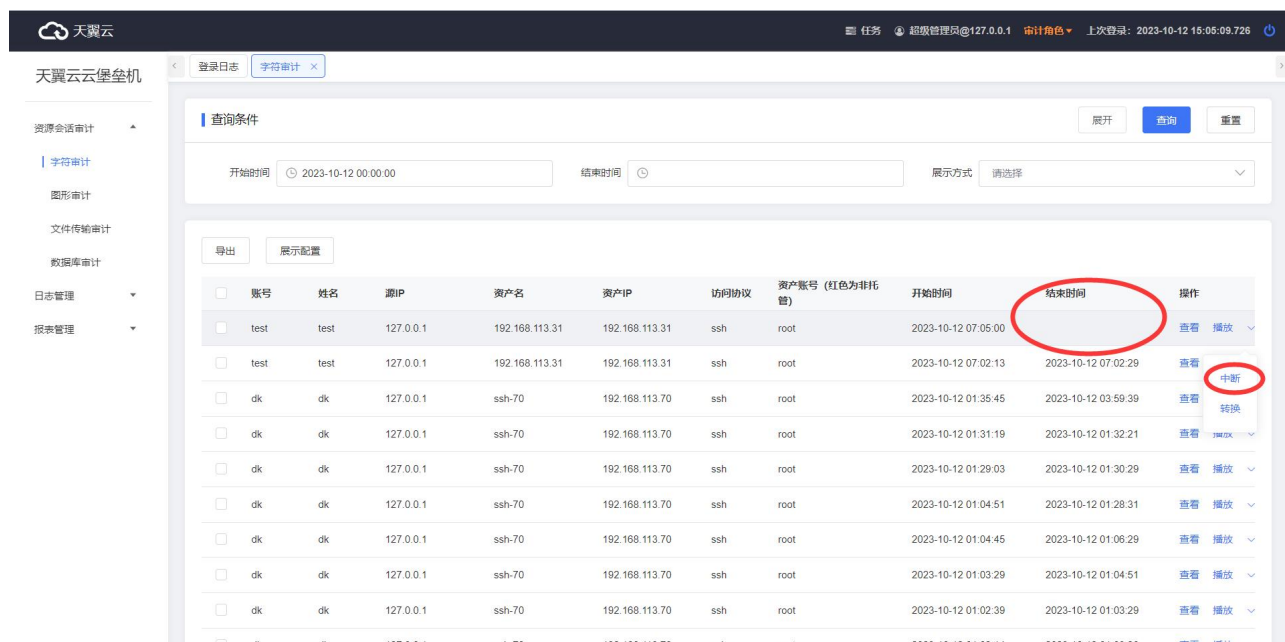 天翼云 任务 超级管理员@127.0.0.1 审计角色 上次登录：2023-10-12 15:05:09.726
天翼云云堡垒机
登录日志 字符审计 ×
资源会话审计
字符审计
图形审计
文件传输审计
数据库审计
日志管理
报表管理
查询条件 展开 查询 重置
开始时间 2023-10-12 00:00:00 结束时间 展示方式 请选择
导出 展示配置
账号 姓名 源IP 资产名 资产IP 访问协议 资产账号（红色为非托管） 开始时间 结束时间 操作
test test 127.0.0.1 192.168.113.31 192.168.113.31 ssh root 2023-10-12 07:05:00 查看 播放
test test 127.0.0.1 192.168.113.31 192.168.113.31 ssh root 2023-10-12 07:02:13 2023-10-12 07:02:29 查看
中断
dk dk 127.0.0.1 ssh-70 192.168.113.70 ssh root 2023-10-12 01:35:45 2023-10-12 03:59:39 查看
转换
dk dk 127.0.0.1 ssh-70 192.168.113.70 ssh root 2023-10-12 01:31:19 2023-10-12 01:32:21 查看 播放
dk dk 127.0.0.1 ssh-70 192.168.113.70 ssh root 2023-10-12 01:29:03 2023-10-12 01:30:29 查看 播放
dk dk 127.0.0.1 ssh-70 192.168.113.70 ssh root 2023-10-12 01:04:51 2023-10-12 01:28:31 查看 播放
dk dk 127.0.0.1 ssh-70 192.168.113.70 ssh root 2023-10-12 01:04:45 2023-10-12 01:06:29 查看 播放
dk dk 127.0.0.1 ssh-70 192.168.113.70 ssh root 2023-10-12 01:03:29 2023-10-12 01:04:51 查看 播放
dk dk 127.0.0.1 ssh-70 192.168.113.70 ssh root 2023-10-12 01:02:39 2023-10-12 01:03:29 查看 播放